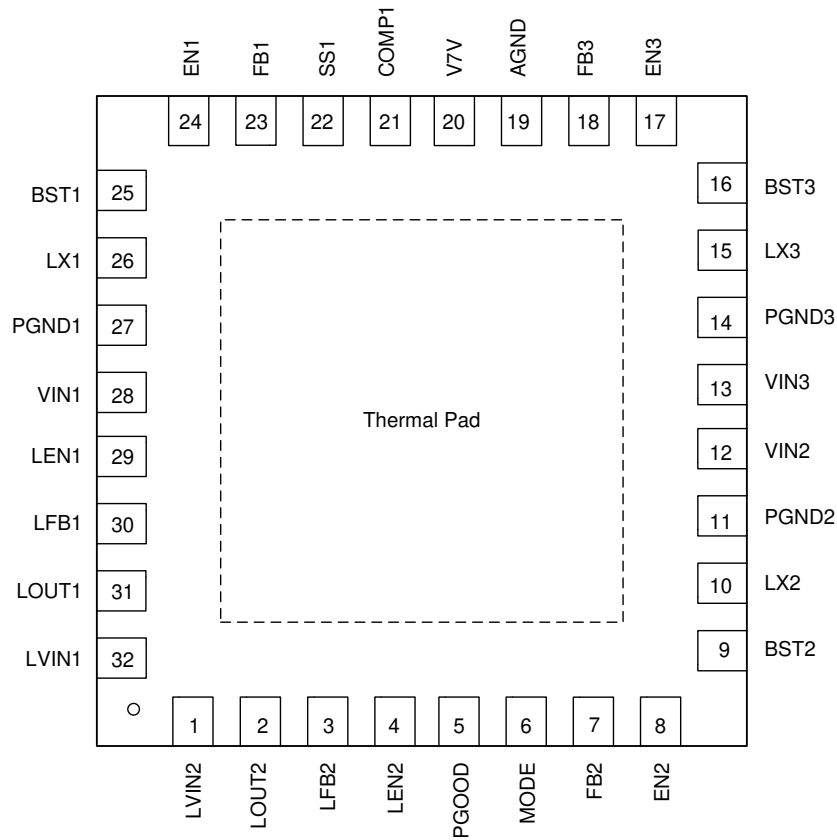 EN1 FB1 SS1 COMP1 V7V AGND FB3 EN3
24 23 22 21 20 19 18 17
BST1 25
LX1 26
PGND1 27
VIN1 28
LEN1 29
LFB1 30
LOUT1 31
LVIN1 32
Thermal Pad
16 BST3
15 LX3
14 PGND3
13 VIN3
12 VIN2
11 PGND2
10 LX2
9 BST2
1 2 3 4 5 6 7 8
LVIN2 LOUT2 LFB2 LEN2 PGOOD MODE FB2 EN2